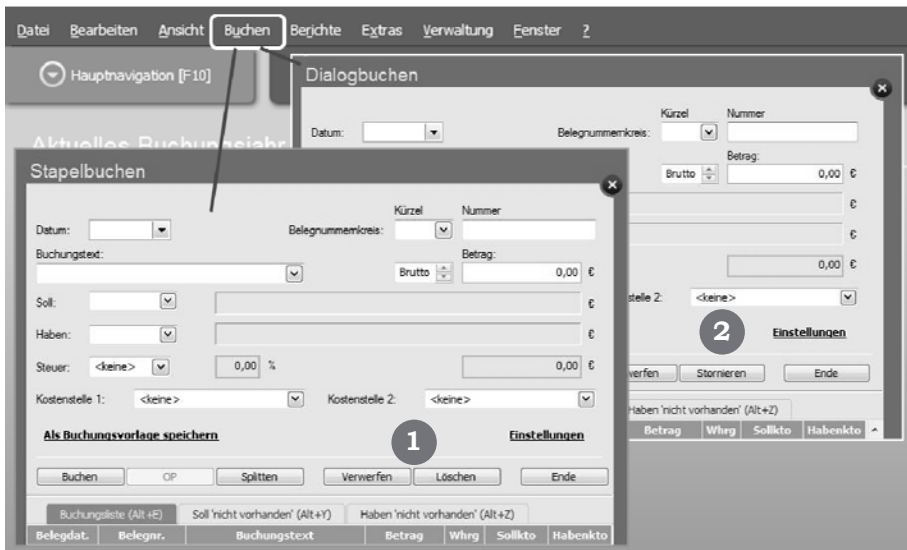 Datei Bearbeiten Ansicht Buchen Berichte Extras Verwaltung Fenster ?
Hauptnavigation [F10]
Aktuelles Buchungsjahr
Dialogbuchen
Kürzel Nummer
Datum: Belegnummernkreis:
Betrag:
Brutto 0,00 €
€
€
0,00 €
stelle 2: <keine>
2 Einstellungen
werfen Stornieren Ende
Haben 'nicht vorhanden' (Alt+Z)
Betrag Whrg Sollkto Habenkto
Stapelbuchen
Kürzel Nummer
Datum: Belegnummernkreis:
Buchungstext: Betrag:
Brutto 0,00 €
Soll: €
Haben: €
Steuer: <keine> 0,00 % 0,00 €
Kostenstelle 1: <keine> Kostenstelle 2: <keine>
Als Buchungsvorlage speichern 1 Einstellungen
Buchen OP Splitten Verwerfen Löschen Ende
Buchungsliste (Alt+E) Soll 'nicht vorhanden' (Alt+Y) Haben 'nicht vorhanden' (Alt+Z)
Belegdat. Belegnr. Buchungstext Betrag Whrg Sollkto Habenkto